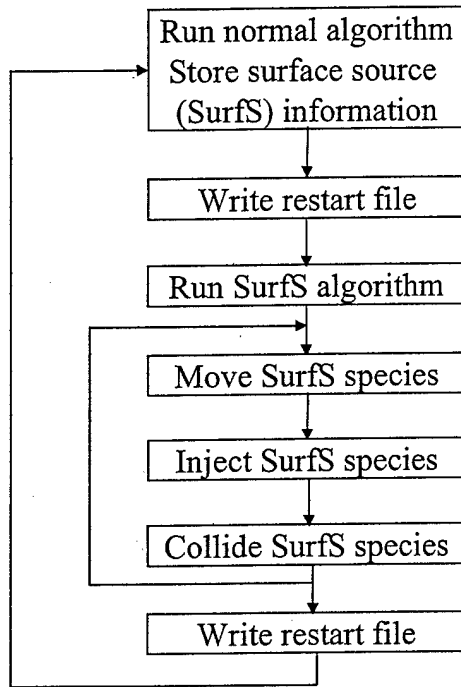 Run normal algorithm
Store surface source
(SurfS) information
Write restart file
Run SurfS algorithm
Move SurfS species
Inject SurfS species
Collide SurfS species
Write restart file